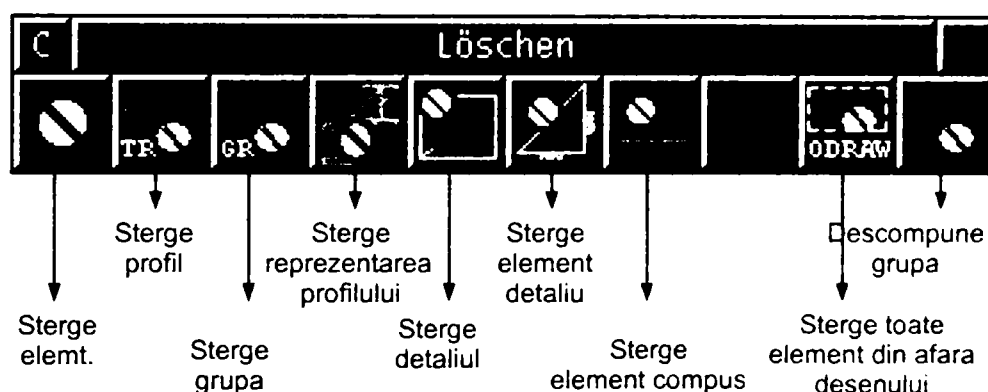 C
Löschen
TR
GR
ODRAW
Sterge
profil
Sterge
reprezentarea
profilului
Sterge
element
detaliu
Descompune
grupa
Sterge
elemt.
Sterge
grupa
Sterge
detaliul
Sterge
element compus
Sterge toate
element din afara
desenului